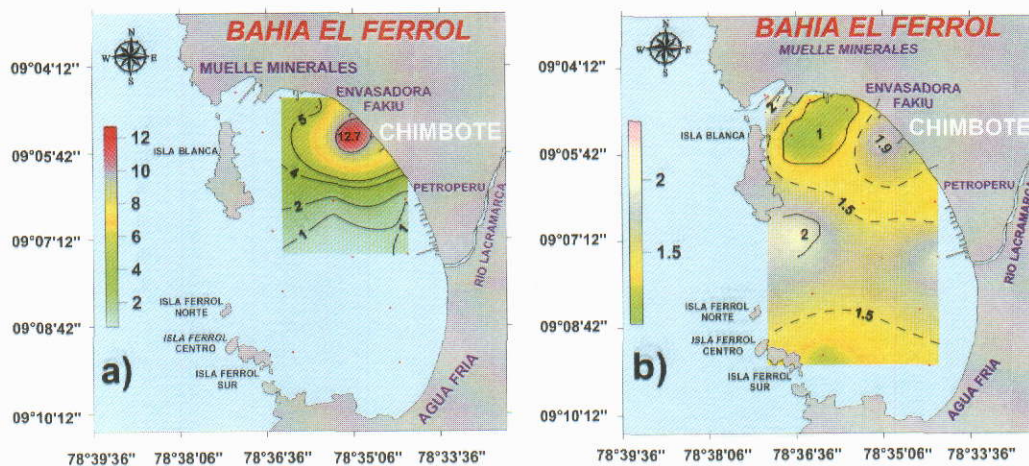 BAHIA EL FERROL
N
W E
S
MUELLE MINERALES
09°04'12"
ENVASADORA
FAKIU
5
12.7
CHIMBOTE
12
ISLA BLANCA
09°05'42"
10
4
PETROPERU
8
2
6
1
1
09°07'12"
RIO LACRAMARCA
4
2
ISLA FERROL
NORTE
09°08'42"
ISLA FERROL
CENTRO
a)
ISLA FERROL
SUR
AGUA FRIA
09°10'12"
78°39'36" 78°38'06" 78°36'36" 78°35'06" 78°33'36"
BAHIA EL FERROL
N
W E
S
MUELLE MINERALES
09°04'12"
ENVASADORA
FAKIU
2
1
CHIMBOTE
ISLA BLANCA
1.9
09°05'42"
2
PETROPERU
1.5
09°07'12"
2
1.5
RIO LACRAMARCA
ISLA FERROL
NORTE
1.5
09°08'42"
ISLA FERROL
CENTRO
b)
ISLA FERROL
SUR
AGUA FRIA
09°10'12"
78°39'36" 78°38'06" 78°36'36" 78°35'06" 78°33'36"